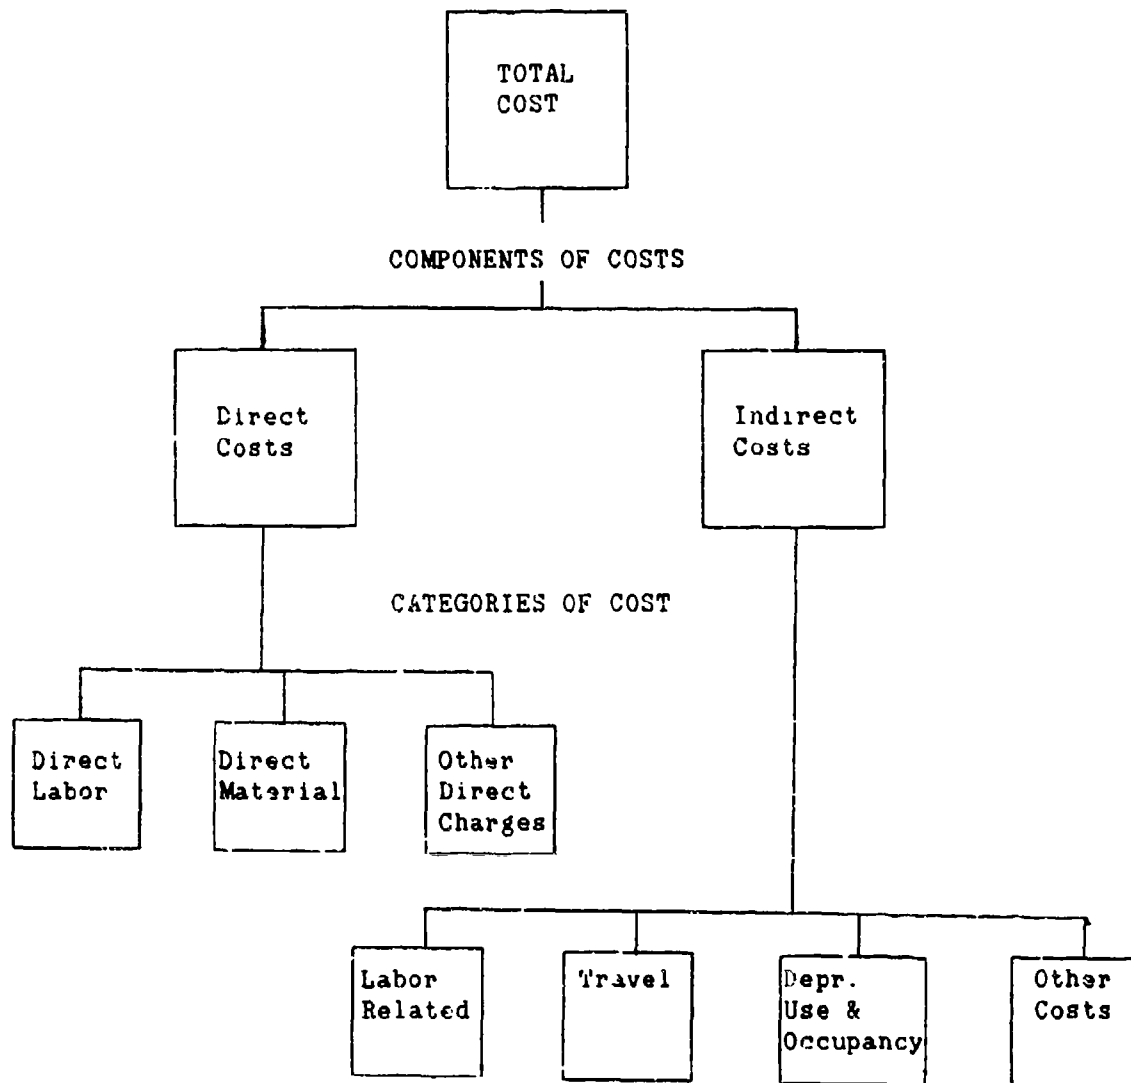 TOTAL
COST
COMPONENTS OF COSTS
Direct
Costs
Indirect
Costs
CATEGORIES OF COST
Direct
Labor
Direct
Material
Other
Direct
Charges
Labor
Related
Travel
Depr.
Use &
Occupancy
Other
Costs